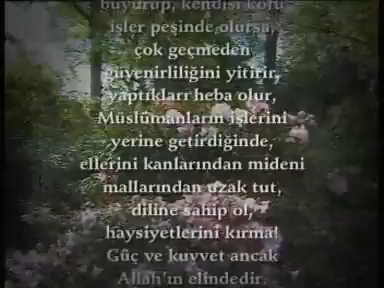 buyurup, kendisi kötü
işler peşinde olursa,
çok geçmeden
güvenirliliğini yitirir,
yaptıkları heba olur,
Müslümanların işlerini
yerine getirdiğinde,
ellerini kanlarından mideni
mallarından uzak tut,
diline sahip ol,
haysiyetlerini kırma!
Güç ve kuvvet ancak
Allah'ın elindedir.